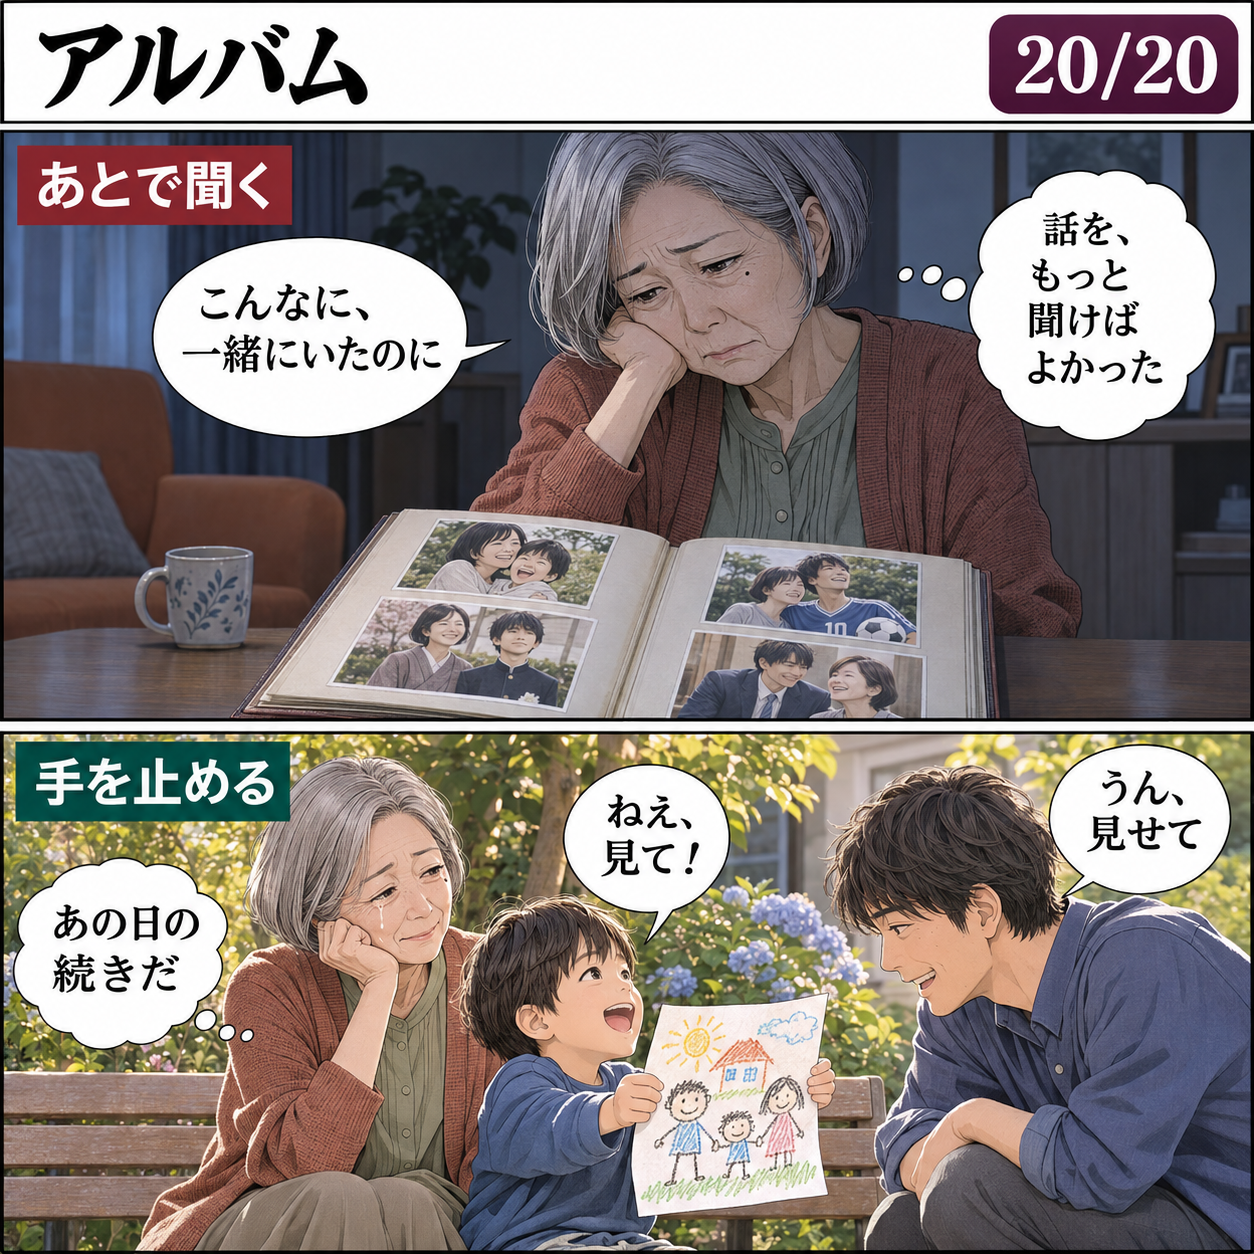 アルバム
20/20
あとで聞く
こんなに、
一緒にいたのに
話を、
もっと
聞けば
よかった
10
手を止める
あの日の
続きだ
ねえ、
見て！
うん、
見せて